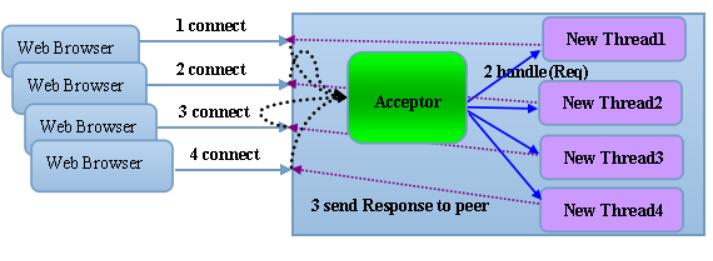 1 connect
Web Browser
2 connect
Web Browser
3 connect
Web Browser
4 connect
Web Browser
Acceptor
2 handle(Req)
New Thread1
New Thread2
New Thread3
New Thread4
3 send Response to peer